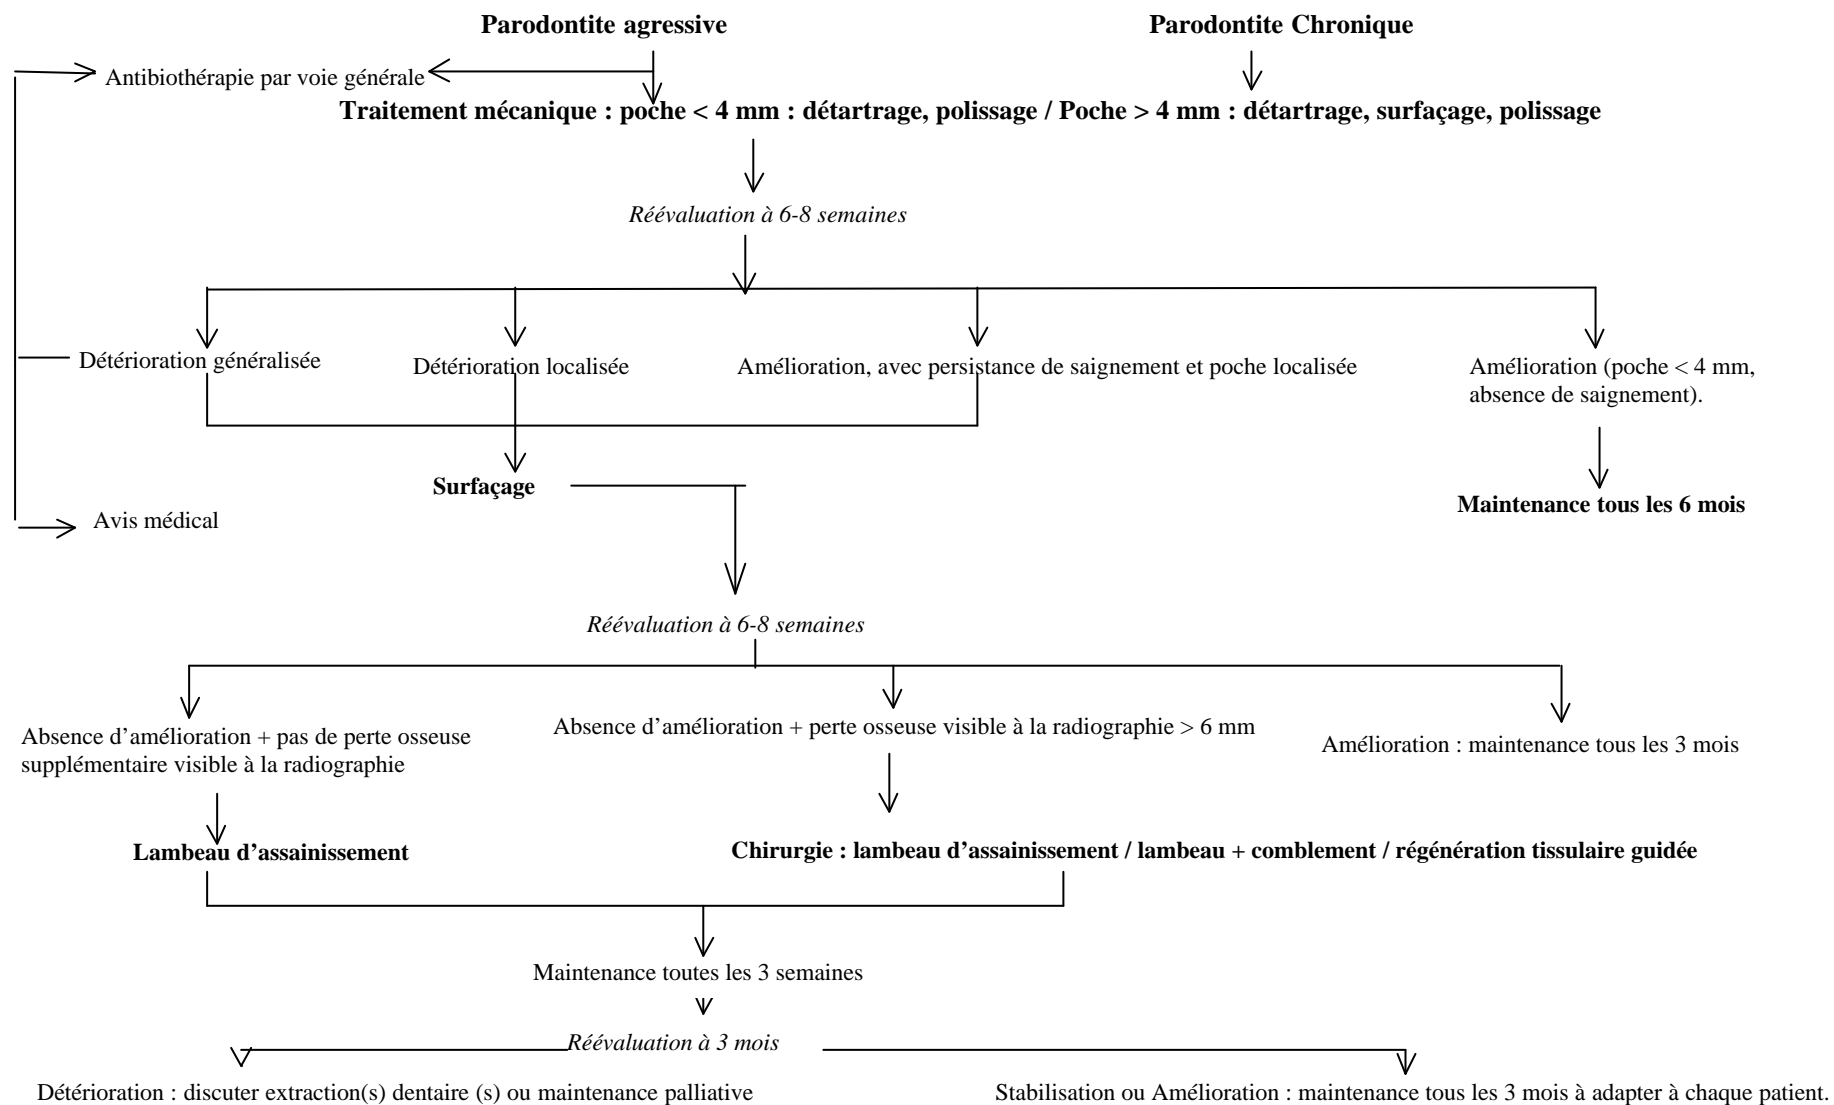 Parodontite agressive
Parodontite Chronique
Antibiothérapie par voie générale
Traitement mécanique : poche < 4 mm : détartrage, polissage / Poche > 4 mm : détartrage, surfaçage, polissage
Réévaluation à 6-8 semaines
Détérioration généralisée
Détérioration localisée
Amélioration, avec persistance de saignement et poche localisée
Amélioration (poche < 4 mm,
absence de saignement).
Surfaçage
Maintenance tous les 6 mois
Avis médical
Réévaluation à 6-8 semaines
Absence d’amélioration + pas de perte osseuse
supplémentaire visible à la radiographie
Absence d’amélioration + perte osseuse visible à la radiographie > 6 mm
Amélioration : maintenance tous les 3 mois
Lambeau d’assainissement
Chirurgie : lambeau d’assainissement / lambeau + comblement / régénération tissulaire guidée
Maintenance toutes les 3 semaines
Réévaluation à 3 mois
Détérioration : discuter extraction(s) dentaire (s) ou maintenance palliative
Stabilisation ou Amélioration : maintenance tous les 3 mois à adapter à chaque patient.